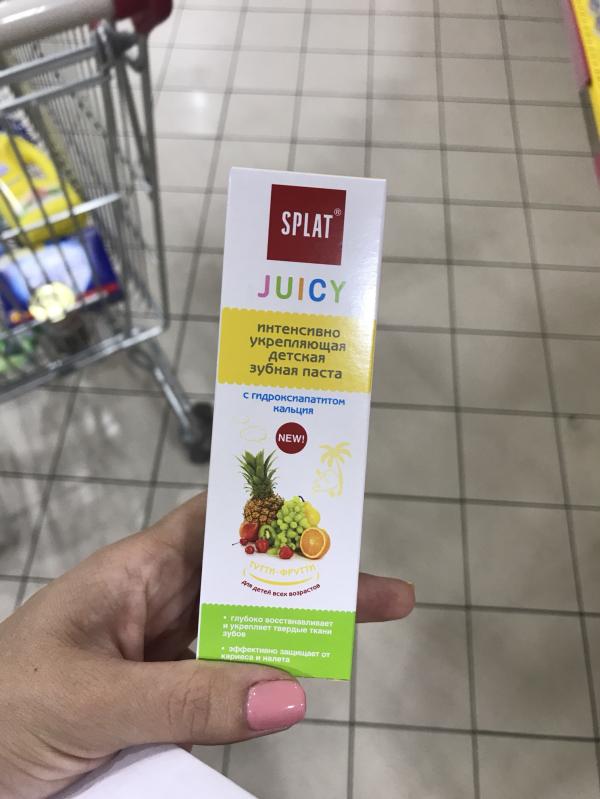 SPLAT®
JUICY
интенсивно
укрепляющая
детская
зубная паста
с гидроксиапатитом
кальция
NEW!
ТУТТИ-ФРУТТИ
для детей всех возрастов
• глубоко восстанавливает
и укрепляет твердые ткани
зубов
• эффективно защищает от
кариеса и налета